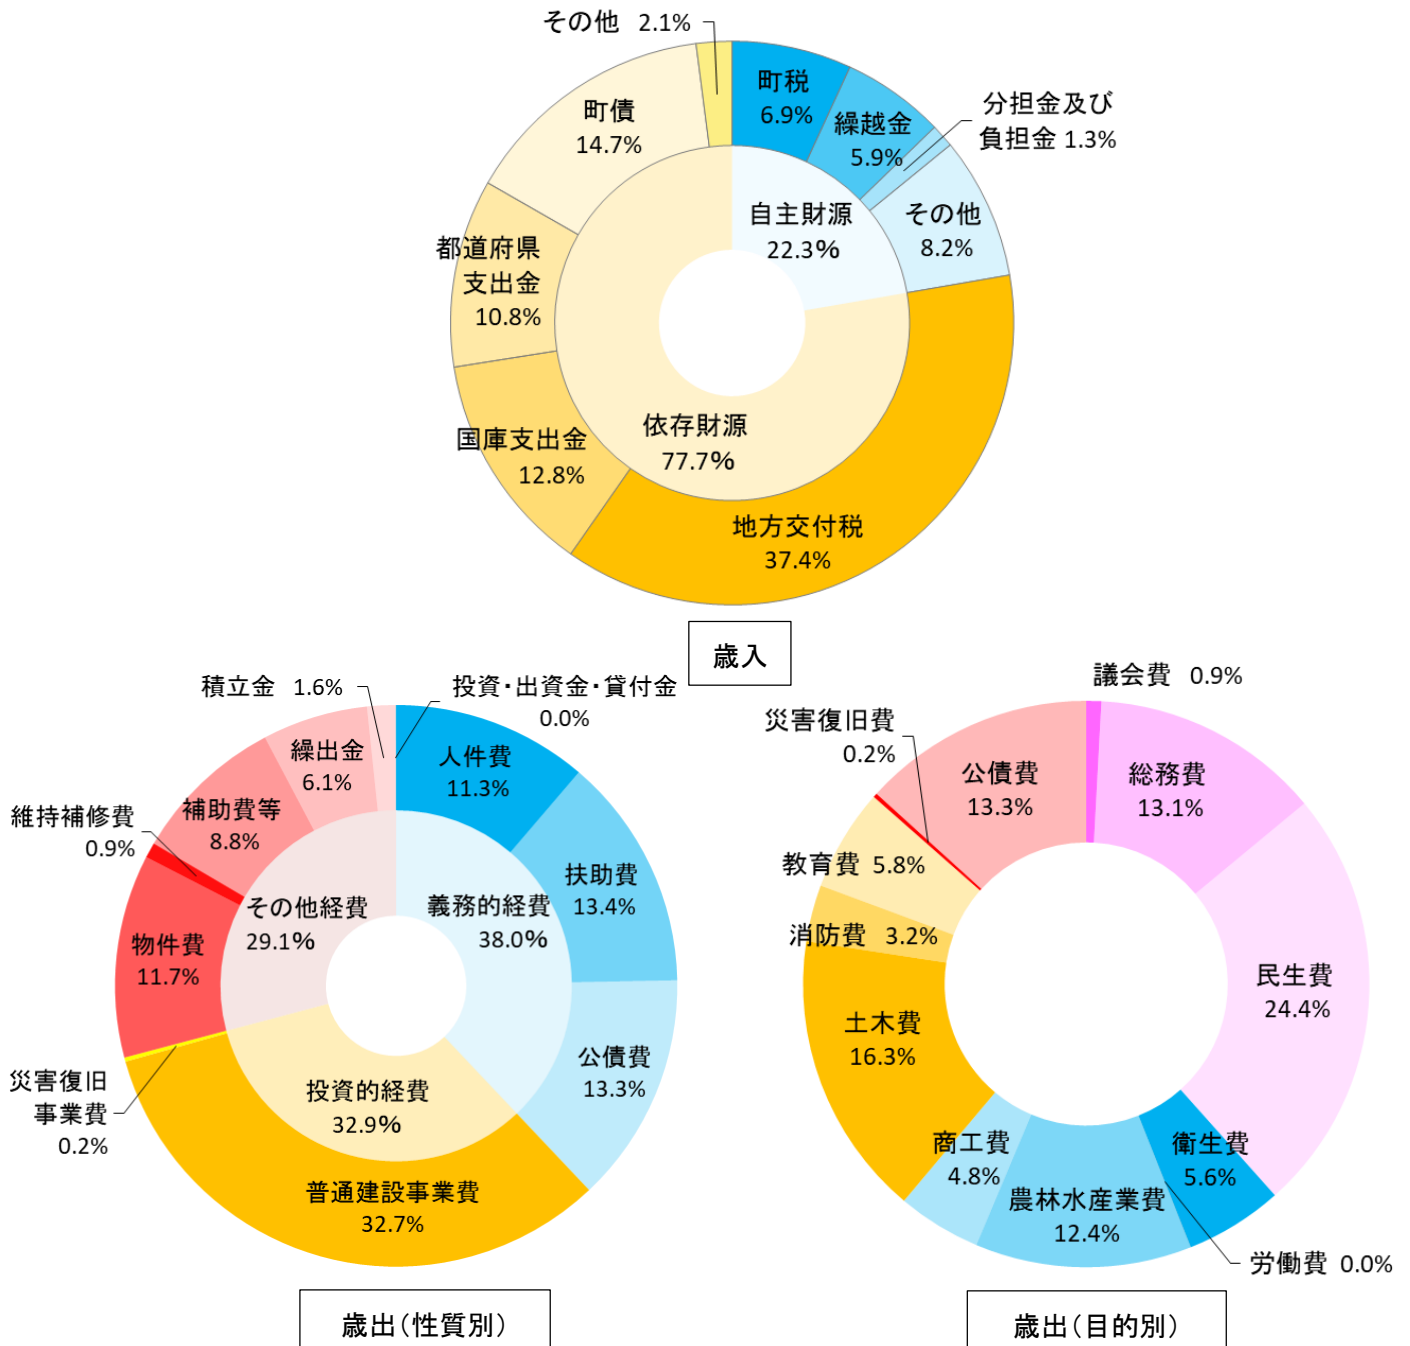 その他 2.1%
町税
6.9%
繰越金
5.9%
分担金及び
負担金 1.3%
その他
8.2%
自主財源
22.3%
町債
14.7%
都道府県
支出金
10.8%
国庫支出金
12.8%
依存財源
77.7%
地方交付税
37.4%
歳入
積立金 1.6%
投資・出資金・貸付金
0.0%
繰出金
6.1%
人件費
11.3%
補助費等
8.8%
維持補修費
0.9%
扶助費
13.4%
その他経費
29.1%
義務的経費
38.0%
物件費
11.7%
公債費
13.3%
災害復旧
事業費
0.2%
投資的経費
32.9%
普通建設事業費
32.7%
歳出(性質別)
議会費 0.9%
災害復旧費
0.2%
公債費
13.3%
総務費
13.1%
教育費 5.8%
消防費 3.2%
民生費
24.4%
土木費
16.3%
商工費
4.8%
衛生費
5.6%
農林水産業費
12.4%
労働費 0.0%
歳出(目的別)